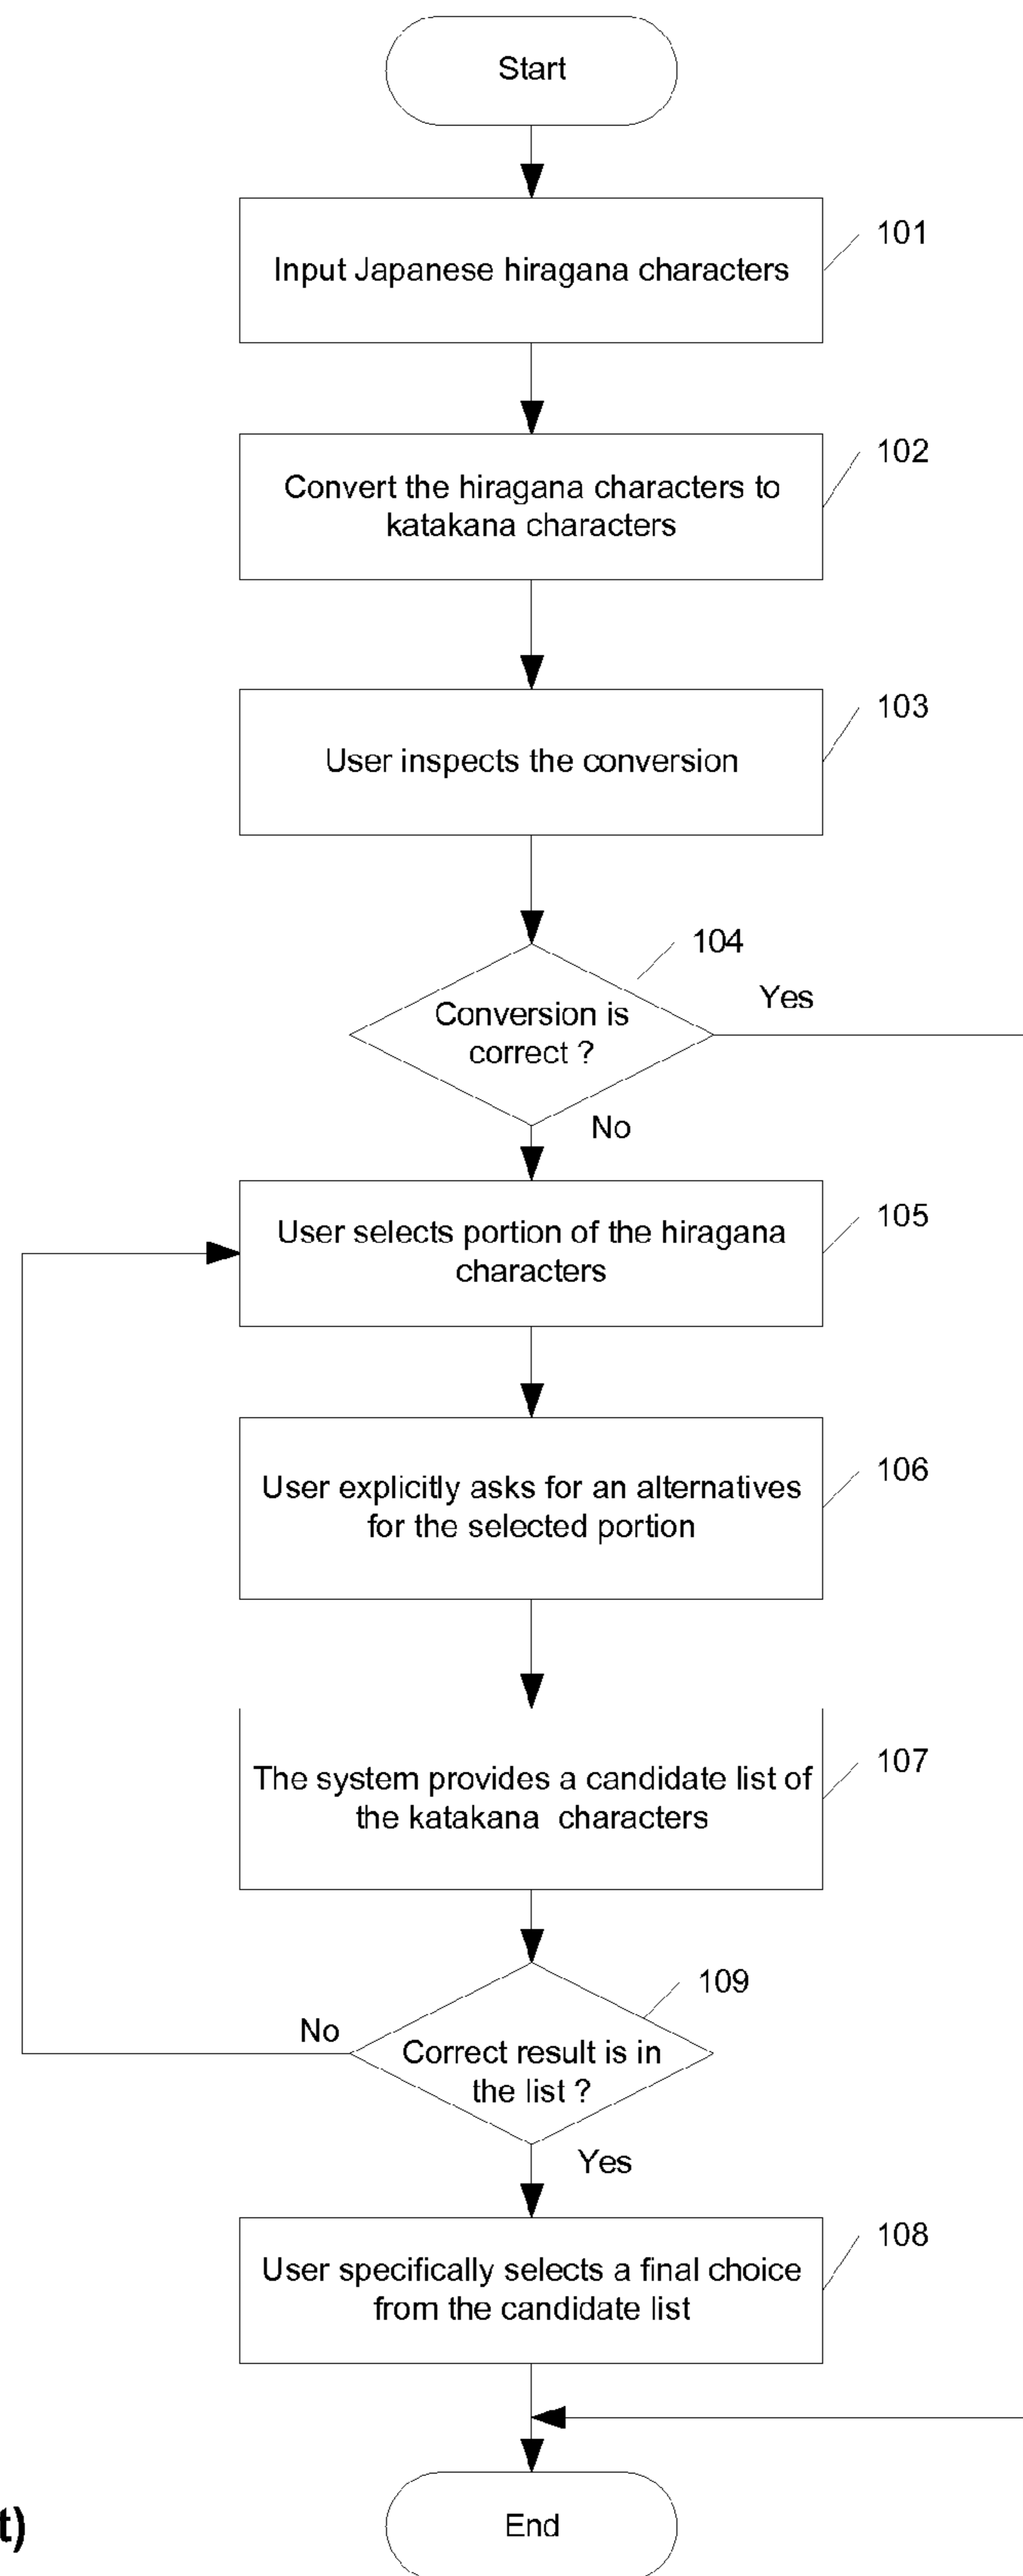 Start
Input Japanese hiragana characters
101
Convert the hiragana characters to
katakana characters
102
User inspects the conversion
103
104
Conversion is
correct ?
Yes
No
User selects portion of the hiragana
characters
105
User explicitly asks for an alternatives
for the selected portion
106
The system provides a candidate list of
the katakana characters
107
109
No
Correct result is in
the list ?
Yes
User specifically selects a final choice
from the candidate list
108
End
t)